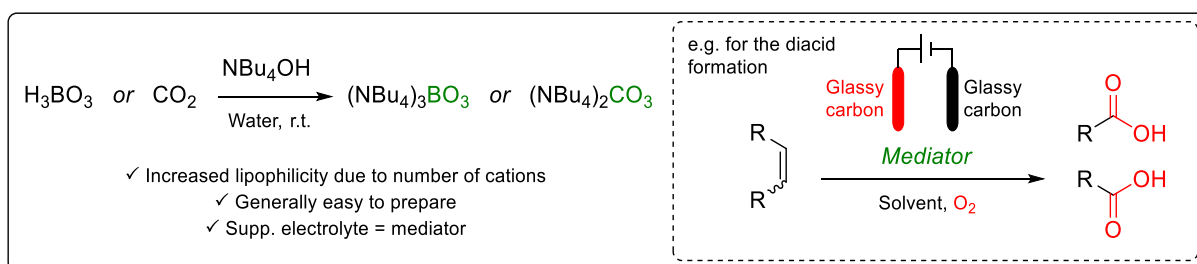 NBu₄OH
H₃BO₃ or CO₂ (NBu₄)₃BO₃ or (NBu₄)₂CO₃
Water, r.t.
✓ Increased lipophilicity due to number of cations
✓ Generally easy to prepare
✓ Supp. electrolyte = mediator
e.g. for the diacid
formation
Glassy
carbon
Glassy
carbon
R
R
Mediator
Solvent, O₂
O
R OH
R OH
O